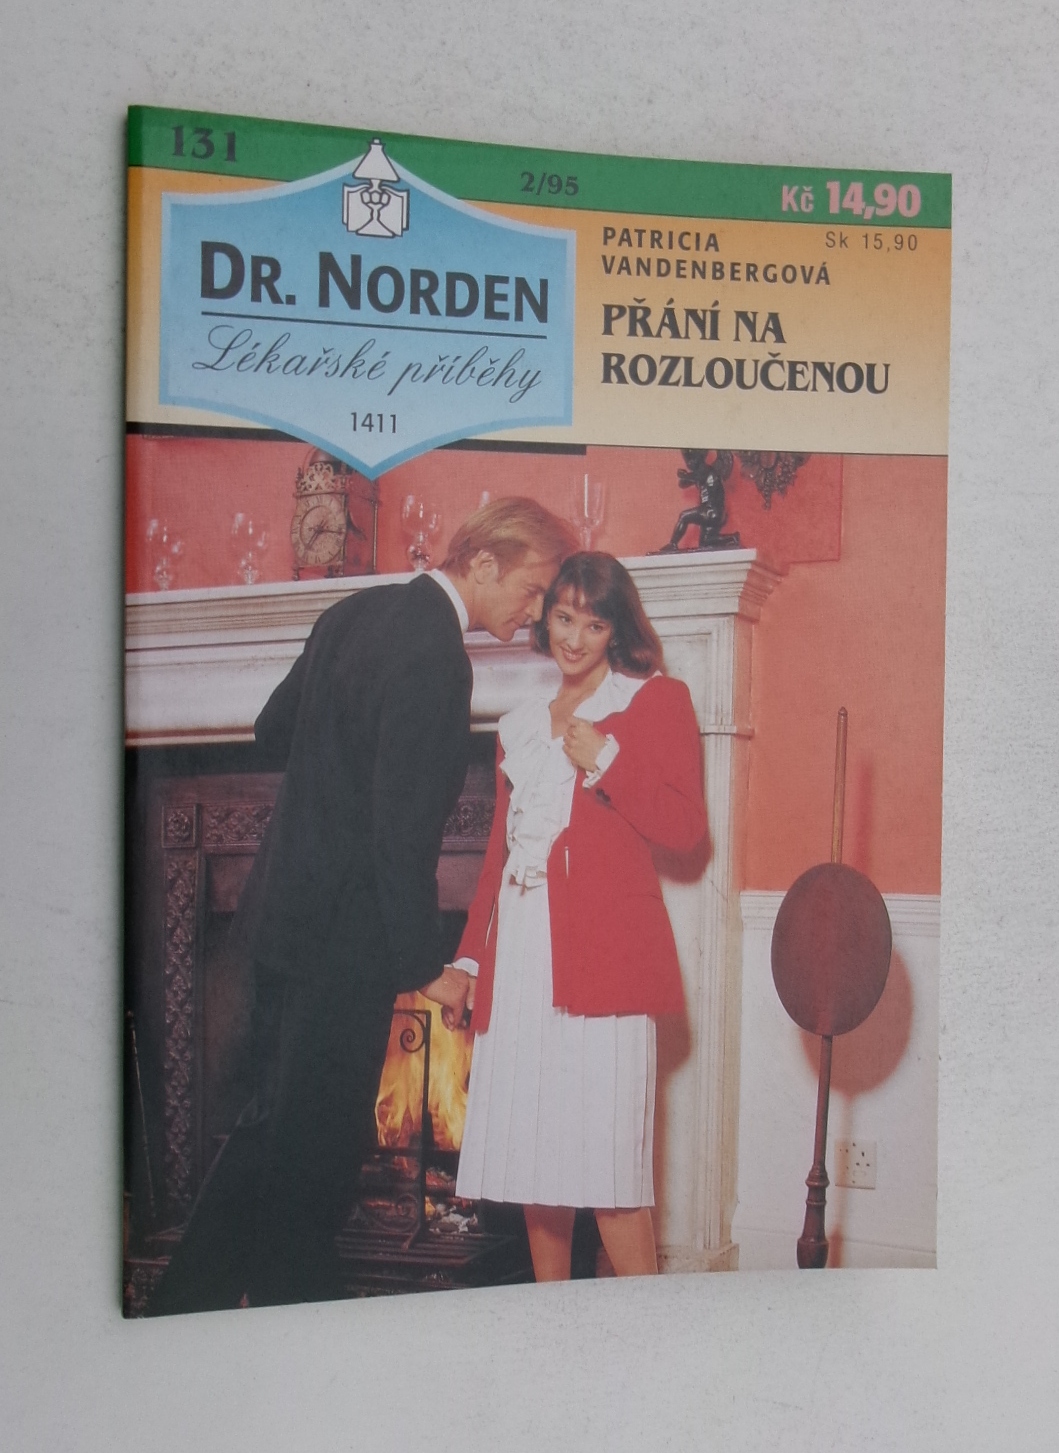 131
2/95
Kč 14,90
Sk 15,90
DR. NORDEN
Lékařské příběhy
1411
PATRICIA
VANDENBERGOVÁ
PŘÁNÍ NA
ROZLOUČENOU